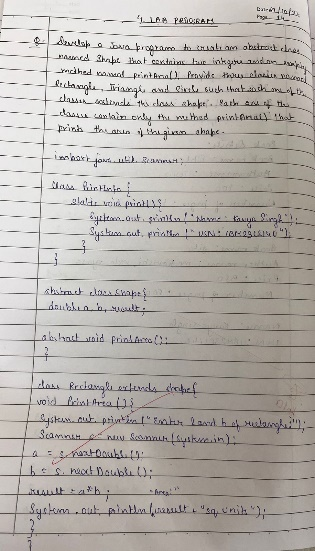 Page 14
4. LAB PROGRAM
Q. Develop a Java program to create an abstract class
named Shape that contains two integers and an empty
method named printArea(). Provide three classes named
Rectangle, Triangle and Circle such that each one of the
classes extends the class shape. Each one of the
classes contain only the method printArea() that
prints the area of the given shape.
import java.util.Scanner;
class PrintInfo {
static void print(){
System.out.println("Name: Singh");
System.out.println("USN: ");
}
}
abstract class Shape{
double a, b, result;
abstract void printArea();
}
class Rectangle extends Shape{
void PrintArea(){
System.out.println("Enter l and b of rectangle:");
Scanner s = new Scanner(System.in);
a = s.nextDouble();
b = s.nextDouble();
result = a*b;
"Area:"
System.out.println(result + "sq. units");
}
}